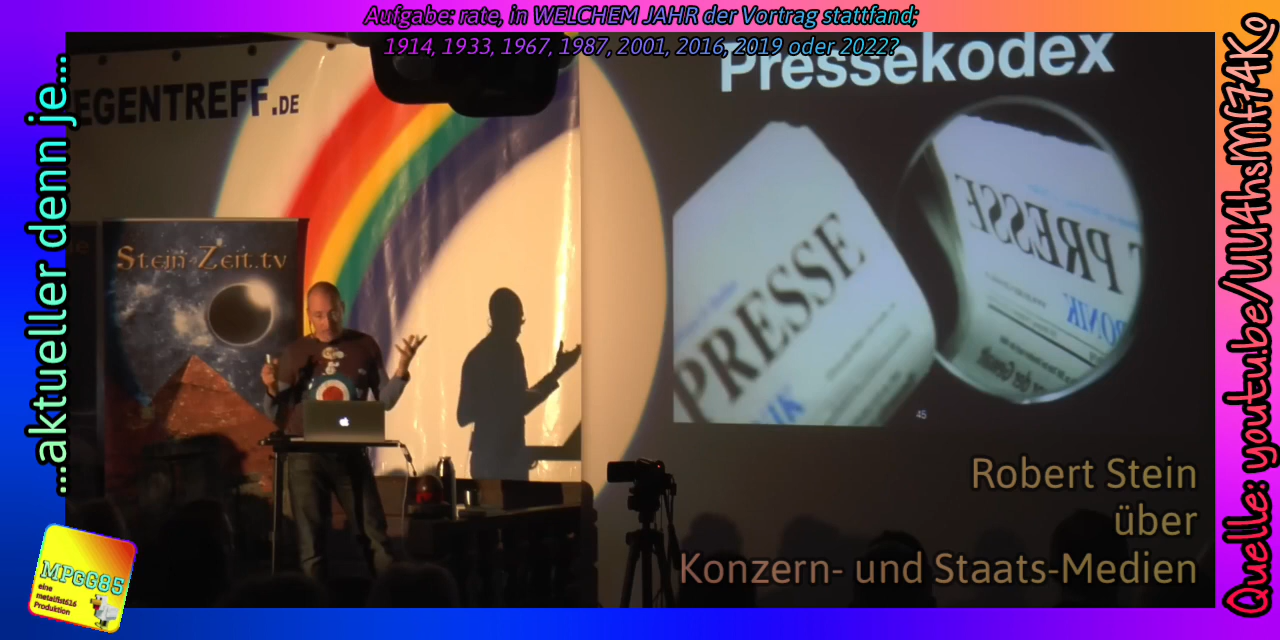 Aufgabe: rate, in WELCHEM JAHR der Vortrag stattfand;
1914, 1933, 1967, 1987, 2001, 2016, 2019 oder 2022?
...aktueller denn je...
EGENTREFF.DE
Pressekodex
Stein-Zeit.tv
PRESSE
PRESSE
45
Robert Stein
über
Konzern- und Staats-Medien
MPGG85
eine
metalfist616
Produktion
Quelle: youtu.be/UU4hsMf74Ko